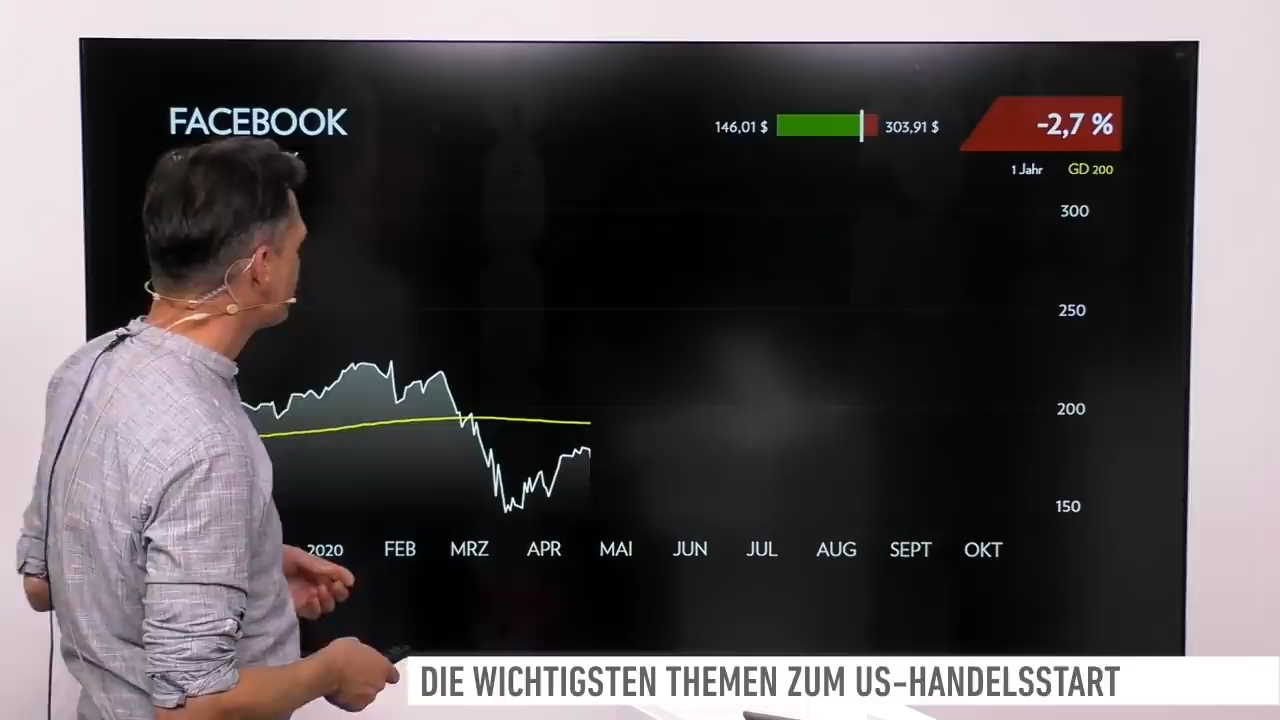 FACEBOOK
146,01 $
303,91 $
-2,7 %
1 Jahr
GD 200
300
250
200
150
2020 FEB MRZ APR MAI JUN JUL AUG SEPT OKT
DIE WICHTIGSTEN THEMEN ZUM US-HANDELSSTART